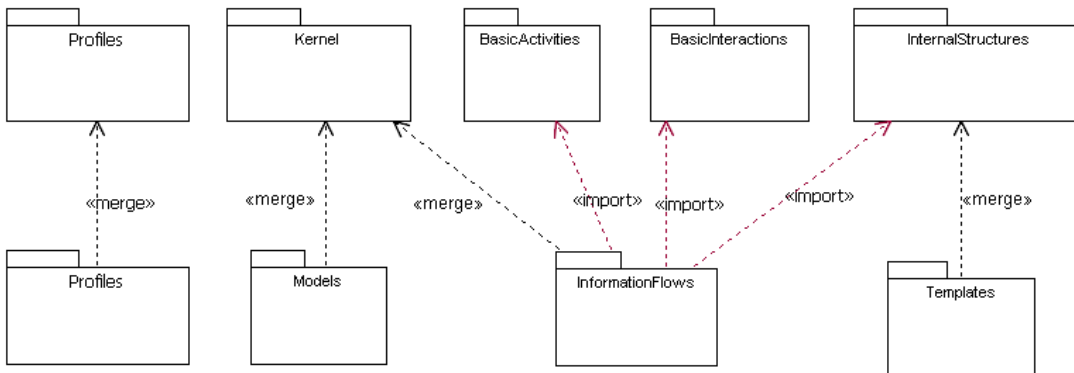 Profiles
Kernel
BasicActivities
BasicInteractions
InternalStructures
«merge»
«merge»
«merge»
«import»
«import»
«import»
«merge»
Profiles
Models
InformationFlows
Templates